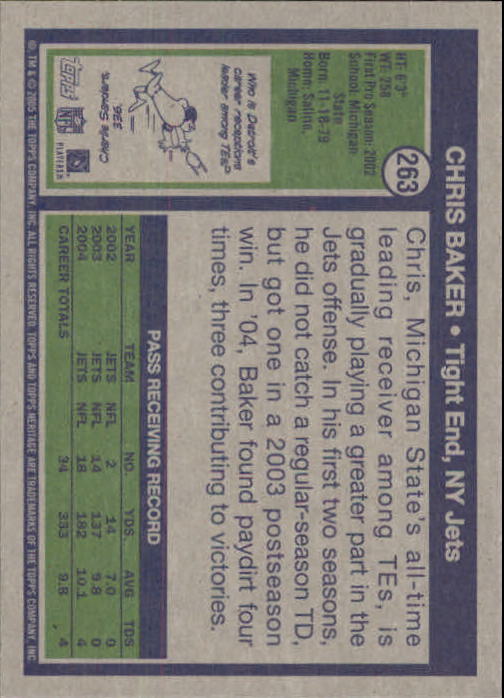 CHRIS BAKER • Tight End, NY Jets
263
HT: 6'3"
WT: 258
First Pro Season: 2002
School: Michigan
State
Born: 11-18-79
Home: Saline,
Michigan
Who is Detroit's
career receptions
leader among TEs?
Charlie Sanders,
336.
Topps
NFL
PLAYERS
Chris, Michigan State's all-time
leading receiver among TEs, is
gradually playing a greater part in the
Jets offense. In his first two seasons,
he did not catch a regular-season TD,
but got one in a 2003 postseason
win. In '04, Baker found paydirt four
times, three contributing to victories.
PASS RECEIVING RECORD
YEAR TEAM NO. YDS AVG TDS
2002 JETS NFL 2 14 7.0 0
2003 JETS NFL 14 137 9.8 0
2004 JETS NFL 18 182 10.1 4
CAREER TOTALS 34 333 9.8 4
®, TM & © 2005 THE TOPPS COMPANY, INC. ALL RIGHTS RESERVED. TOPPS AND TOPPS HERITAGE ARE TRADEMARKS OF THE TOPPS COMPANY, INC.